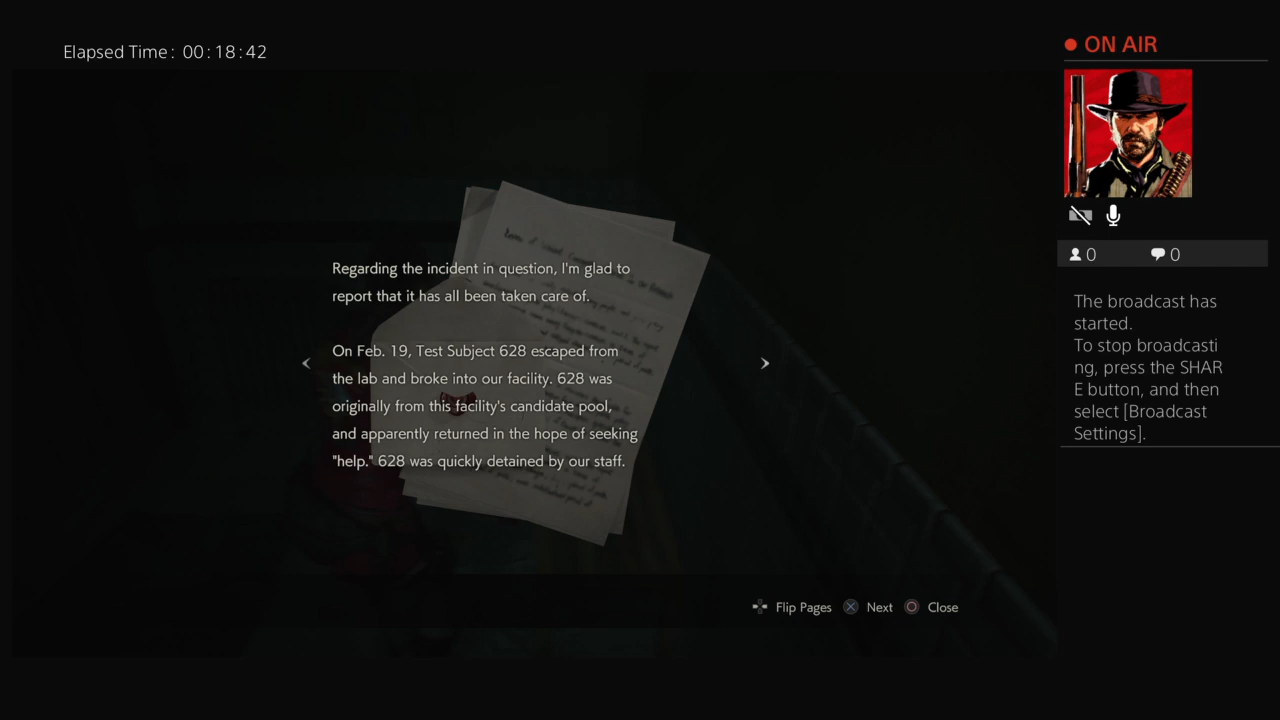 Elapsed Time: 00:18:42
ON AIR
0
0
The broadcast has
started.
To stop broadcasti
ng, press the SHAR
E button, and then
select [Broadcast
Settings].
Regarding the incident in question, I'm glad to
report that it has all been taken care of.
On Feb. 19, Test Subject 628 escaped from
the lab and broke into our facility. 628 was
originally from this facility's candidate pool,
and apparently returned in the hope of seeking
"help." 628 was quickly detained by our staff.
Flip Pages
Next
Close